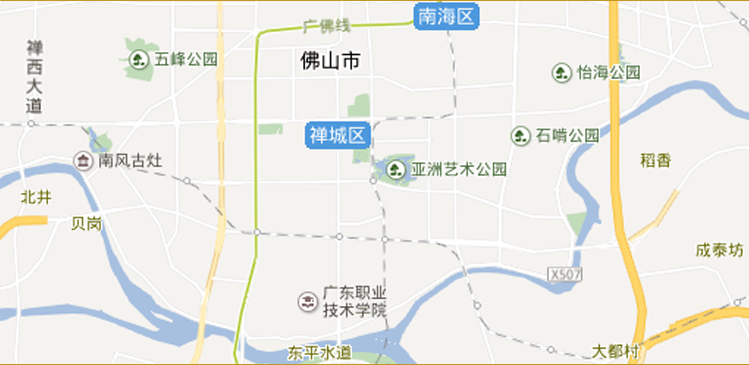 南海区
广佛线
禅西大道
五峰公园
佛山市
怡海公园
禅城区
石啃公园
南风古灶
亚洲艺术公园
稻香
北井
贝岗
成泰坊
X507
广东职业
技术学院
东平水道
大都村